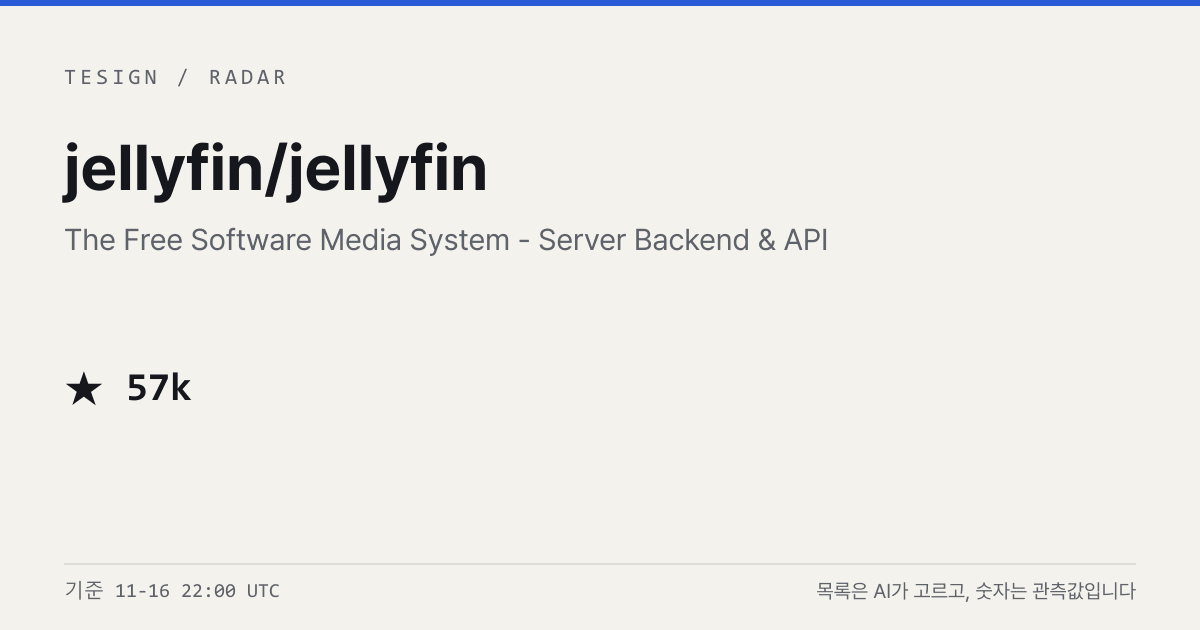 TESIGN / RADAR
jellyfin/jellyfin
The Free Software Media System - Server Backend & API
★ 57k
기준 11-16 22:00 UTC
목록은 AI가 고르고, 숫자는 관측값입니다